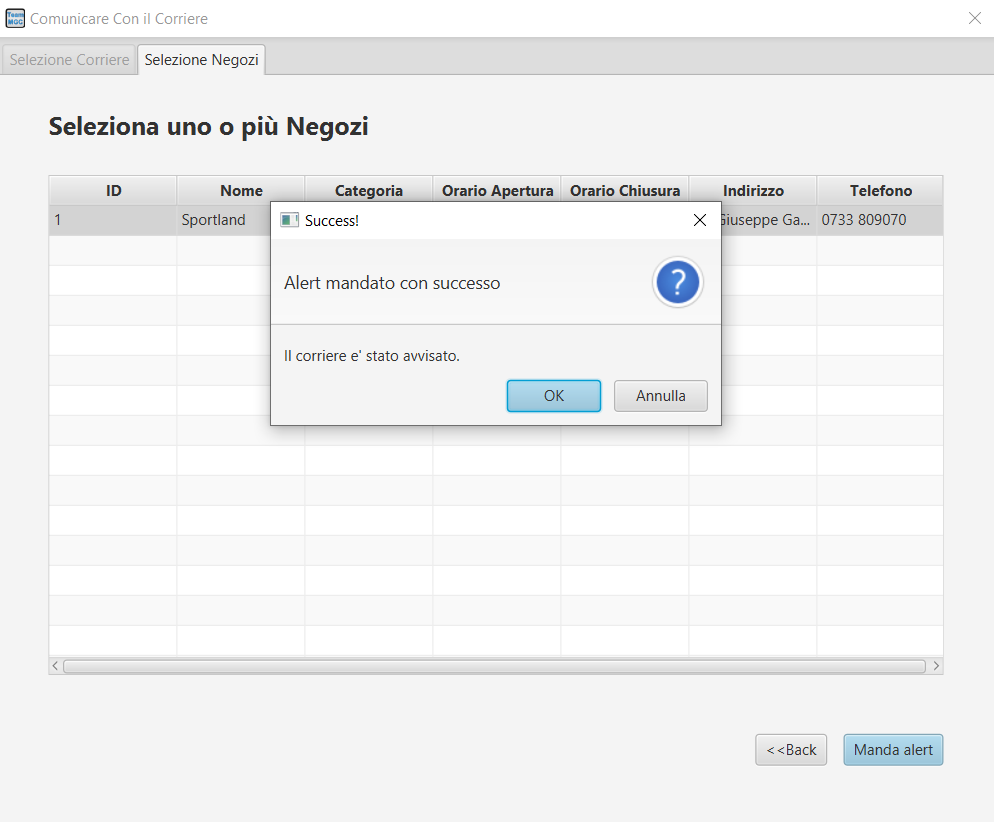 Team MGC
Comunicare Con il Corriere
Selezione Corriere Selezione Negozi
Seleziona uno o più Negozi
ID Nome Categoria Orario Apertura Orario Chiusura Indirizzo Telefono
1 Sportland Giuseppe Ga... 0733 809070
Success!
Alert mandato con successo
?
Il corriere e' stato avvisato.
OK Annulla
<<Back Manda alert